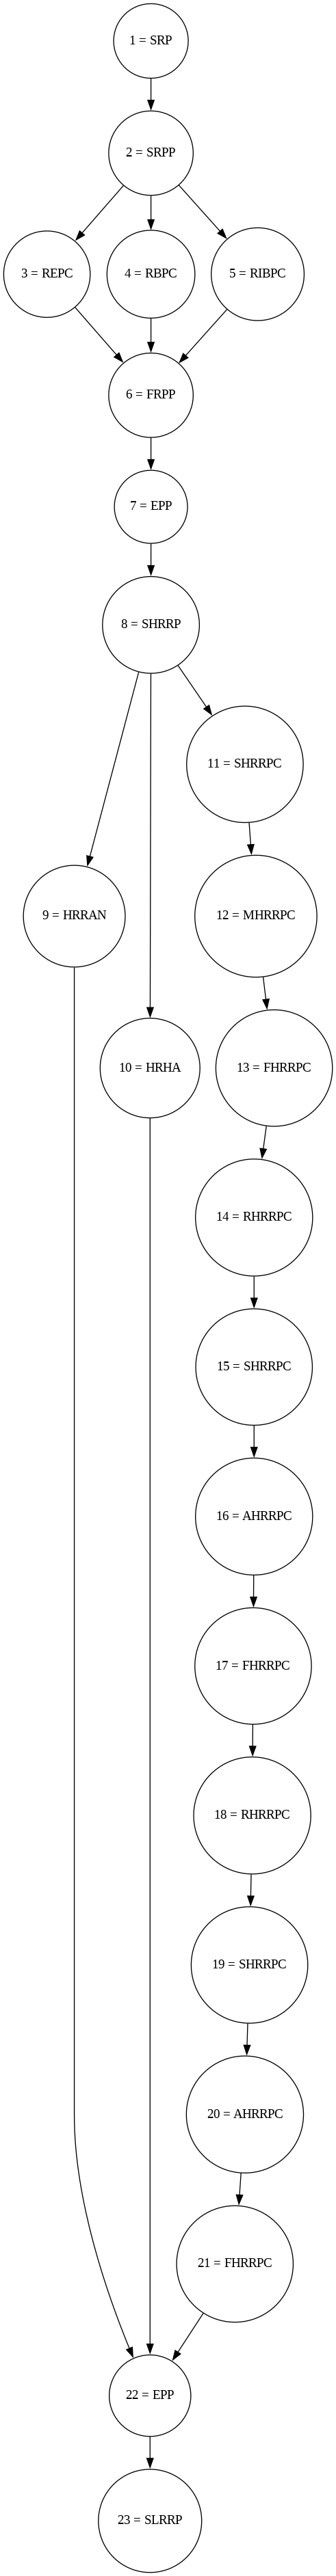 1 = SRP
2 = SRPP
3 = REPC
4 = RBPC
5 = RIBPC
6 = FRPP
7 = EPP
8 = SHRRP
11 = SHRRPC
9 = HRRAN
12 = MHRRPC
10 = HRHA
13 = FHRRPC
14 = RHRRPC
15 = SHRRPC
16 = AHRRPC
17 = FHRRPC
18 = RHRRPC
19 = SHRRPC
20 = AHRRPC
21 = FHRRPC
22 = EPP
23 = SLRRP